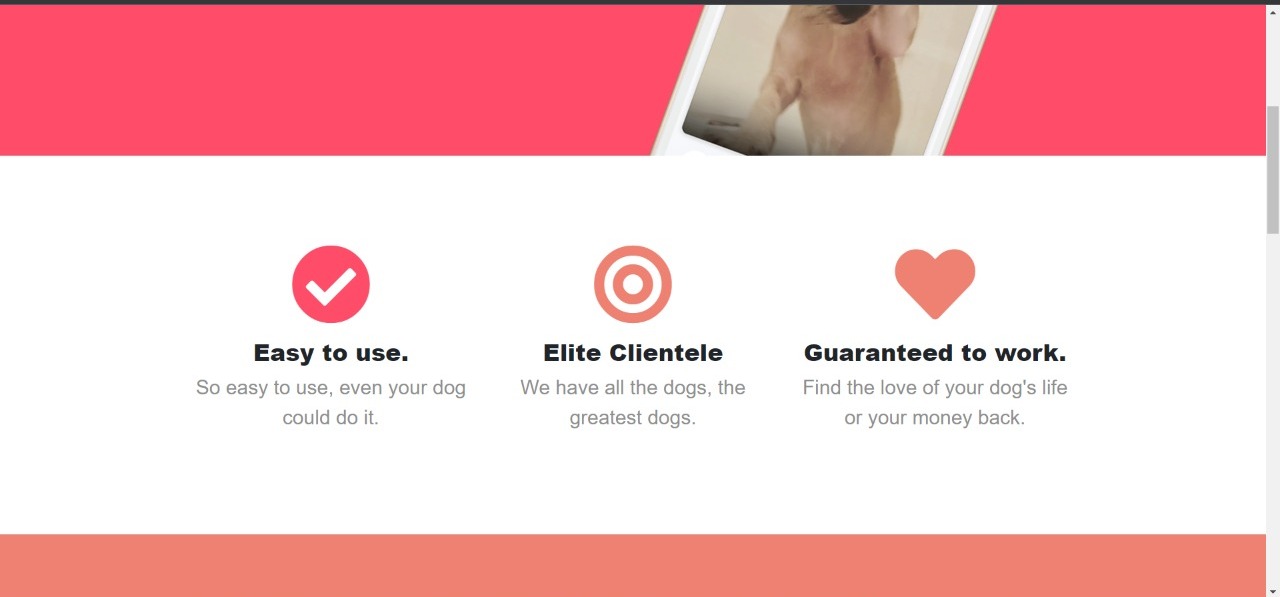 Easy to use.
So easy to use, even your dog
could do it.
Elite Clientele
We have all the dogs, the
greatest dogs.
Guaranteed to work.
Find the love of your dog's life
or your money back.